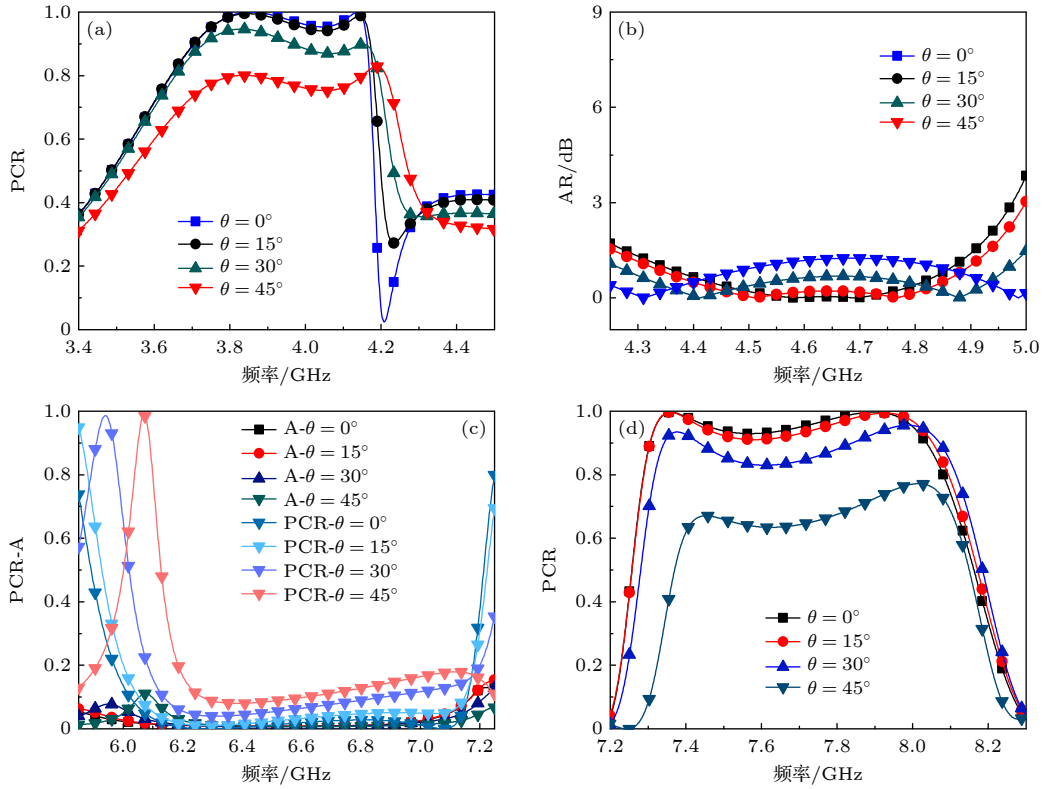 (a)
PCR
1.0
0.8
0.6
0.4
0.2
0
θ = 0°
θ = 15°
θ = 30°
θ = 45°
3.4 3.6 3.8 4.0 4.2 4.4
频率/GHz
(b)
AR/dB
9
6
3
0
θ = 0°
θ = 15°
θ = 30°
θ = 45°
4.3 4.4 4.5 4.6 4.7 4.8 4.9 5.0
频率/GHz
(c)
PCR-A
1.0
0.8
0.6
0.4
0.2
0
A-θ = 0°
A-θ = 15°
A-θ = 30°
A-θ = 45°
PCR-θ = 0°
PCR-θ = 15°
PCR-θ = 30°
PCR-θ = 45°
6.0 6.2 6.4 6.6 6.8 7.0 7.2
频率/GHz
(d)
PCR
1.0
0.8
0.6
0.4
0.2
0
θ = 0°
θ = 15°
θ = 30°
θ = 45°
7.2 7.4 7.6 7.8 8.0 8.2
频率/GHz